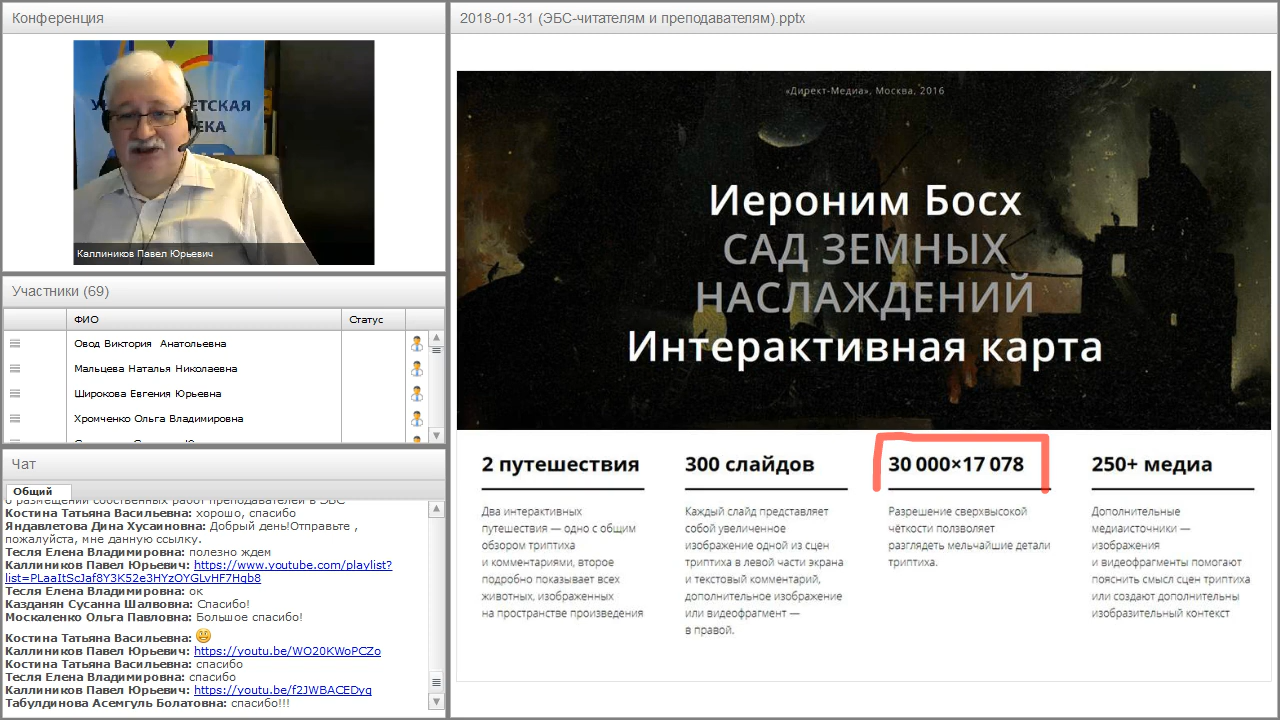 Конференция
УН
ЕТСКАЯ
ЕКА
Каллиников Павел Юрьевич
Участники (69)
ФИО
Статус
Овод Виктория Анатольевна
Мальцева Наталья Николаевна
Широкова Евгения Юрьевна
Хромченко Ольга Владимировна
Чат
Общий
о размещении собственных работ преподавателей в ЭБС
Костина Татьяна Васильевна: хорошо, спасибо
Яндавлетова Дина Хусаиновна: Добрый день!Отправьте ,
пожалуйста, мне данную ссылку.
Тесля Елена Владимировна: полезно ждем
Каллиников Павел Юрьевич: https://www.youtube.com/playlist?
list=PLaaItScJaf8Y3K52e3HYzOYGLvHF7Hqb8
Тесля Елена Владимировна: ок
Казданян Сусанна Шалвовна: Спасибо!
Москаленко Ольга Павловна: Большое спасибо!
Костина Татьяна Васильевна:
Каллиников Павел Юрьевич: https://youtu.be/WO20KWoPCZo
Костина Татьяна Васильевна: спасибо
Тесля Елена Владимировна: спасибо
Каллиников Павел Юрьевич: https://youtu.be/f2JWBACEDyg
Табулдинова Асемгуль Болатовна: спасибо!!!
2018-01-31 (ЭБС-читателям и преподавателям).pptx
«Директ-Медиа», Москва, 2016
Иероним Босх
САД ЗЕМНЫХ
НАСЛАЖДЕНИЙ
Интерактивная карта
2 путешествия
Два интерактивных
путешествия — одно с общим
обзором триптиха
и комментариями, второе
подробно показывает всех
животных, изображенных
на пространстве произведения
300 слайдов
Каждый слайд представляет
собой увеличенное
изображение одной из сцен
триптиха в левой части экрана
и текстовый комментарий,
дополнительное изображение
или видеофрагмент —
в правой.
30 000×17 078
Разрешение сверхвысокой
чёткости ползволяет
разглядеть мельчайшие детали
триптиха.
250+ медиа
Дополнительные
медиаисточники —
изображения
и видеофрагменты помогают
пояснить смысл сцен триптиха
или создают дополнительны
изобразительный контекст